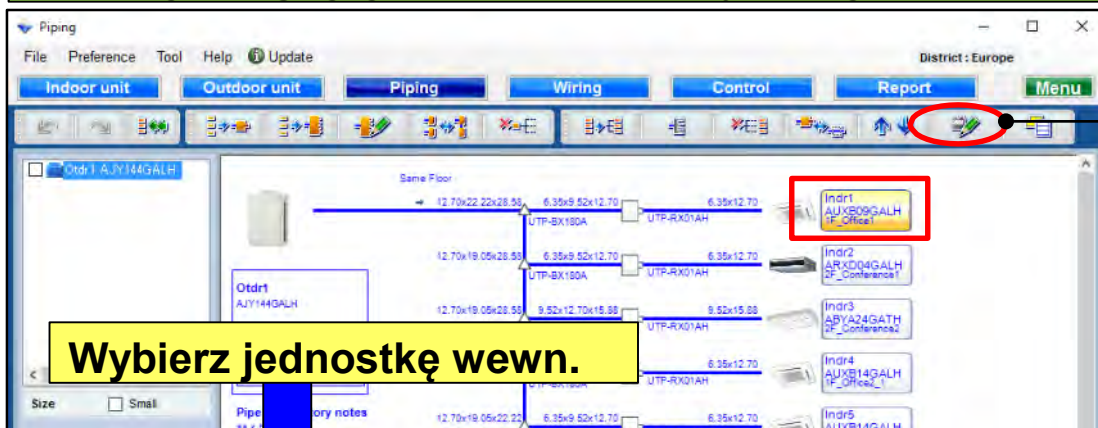 Piping
File Preference Tool Help Update District : Europe
Indoor unit Outdoor unit Piping Wiring Control Report Menu
Otdr1 AJY144GALH
Same Floor
12.70x22.22x28.58 6.35x9.52x12.70 6.35x12.70
UTP-BX180A UTP-RX01AH
Indr1
AUXB09GALH
1F_Office1
12.70x19.05x28.58 6.35x9.52x12.70 6.35x12.70
UTP-BX180A UTP-RX01AH
Indr2
ARXD04GALH
2F_Conference1
Otdr1
AJY144GALH
12.70x19.05x28.58 9.52x12.70x15.88 9.52x15.88
UTP-RX01AH
Indr3
ABYA24GATH
2F_Conference2
Wybierz jednostkę wewn.
6.35x12.70
UTP-RX01AH
Indr4
AUXB14GALH
1F_Office2_1
Size Small
Pipe ory notes
12.70x19.05x22.22 6.35x9.52x12.70 6.35x12.70
Indr5
AUXB14GALH